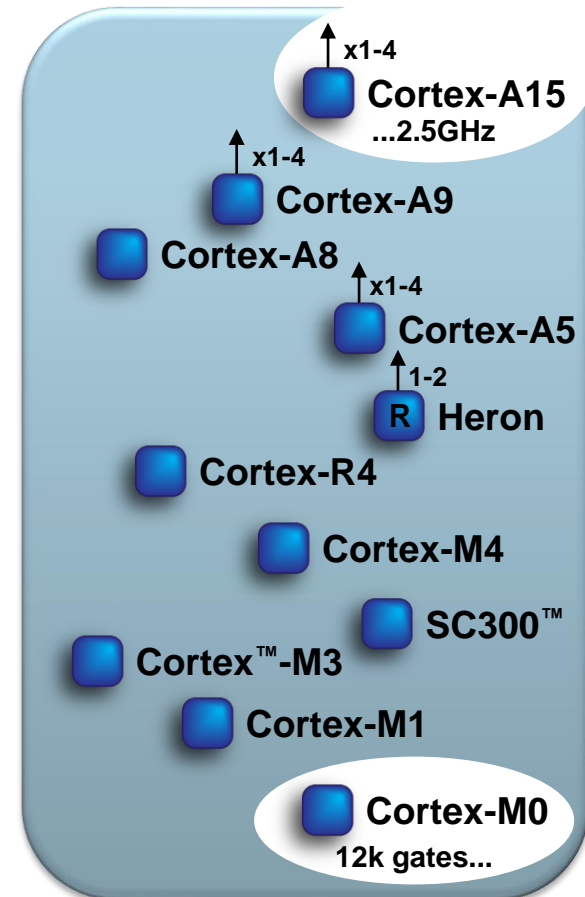 x1-4
Cortex-A15
...2.5GHz
x1-4
Cortex-A9
Cortex-A8
x1-4
Cortex-A5
1-2
R Heron
Cortex-R4
Cortex-M4
SC300™
Cortex™-M3
Cortex-M1
Cortex-M0
12k gates...